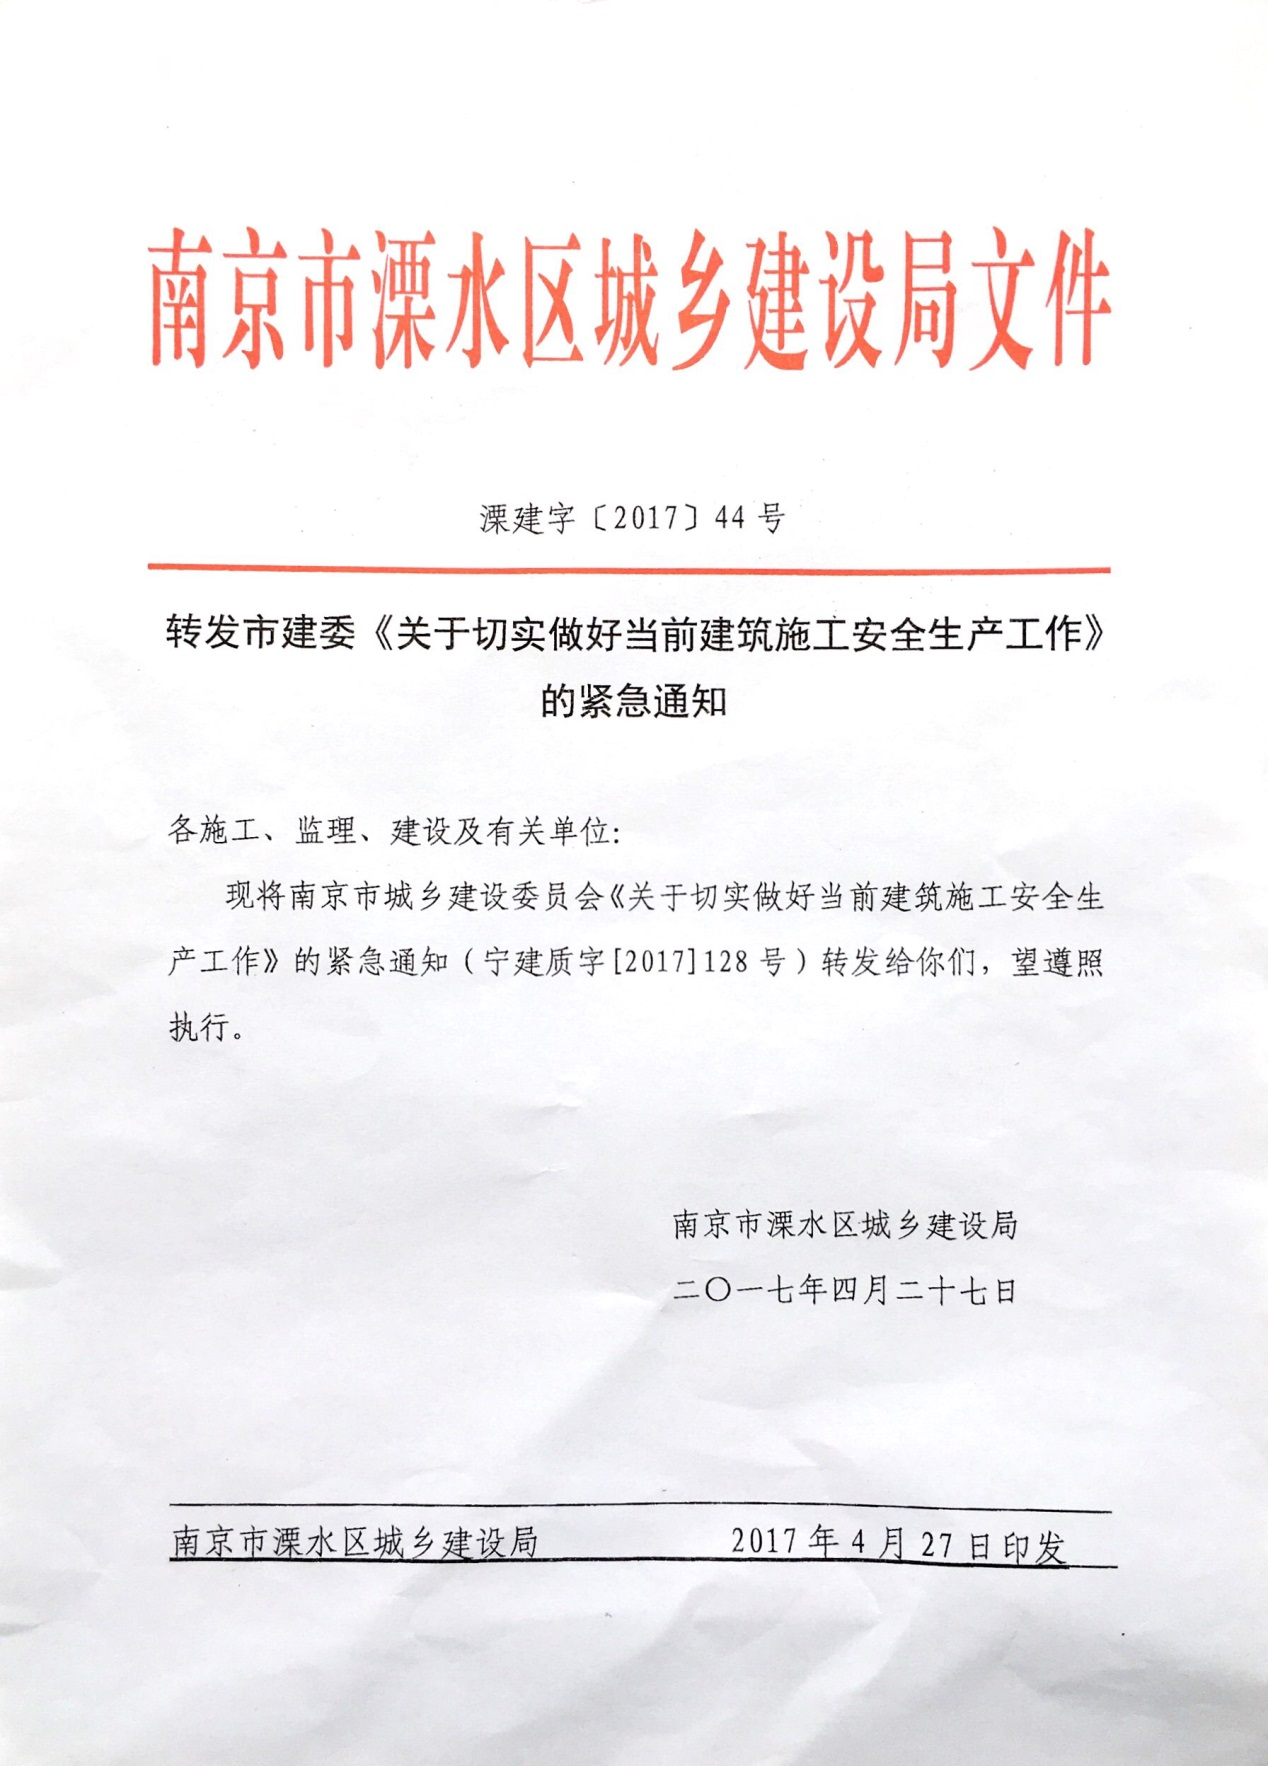 南京市溧水区城乡建设局文件
溧建字〔2017〕44号
转发市建委《关于切实做好当前建筑施工安全生产工作》
的紧急通知
各施工、监理、建设及有关单位:
现将南京市城乡建设委员会《关于切实做好当前建筑施工安全生
产工作》的紧急通知(宁建质字[2017]128号)转发给你们,望遵照
执行。
南京市溧水区城乡建设局
二〇一七年四月二十七日
南京市溧水区城乡建设局 2017年4月27日印发